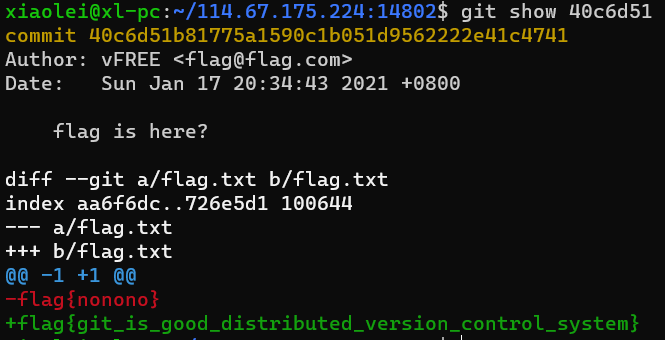 xiaolei@xl-pc:~/114.67.175.224:14802$ git show 40c6d51
commit 40c6d51b81775a1590c1b051d9562222e41c4741
Author: vFREE <flag@flag.com>
Date:   Sun Jan 17 20:34:43 2021 +0800

    flag is here?

diff --git a/flag.txt b/flag.txt
index aa6f6dc..726e5d1 100644
--- a/flag.txt
+++ b/flag.txt
@@ -1 +1 @@
-flag{nonono}
+flag{git_is_good_distributed_version_control_system}